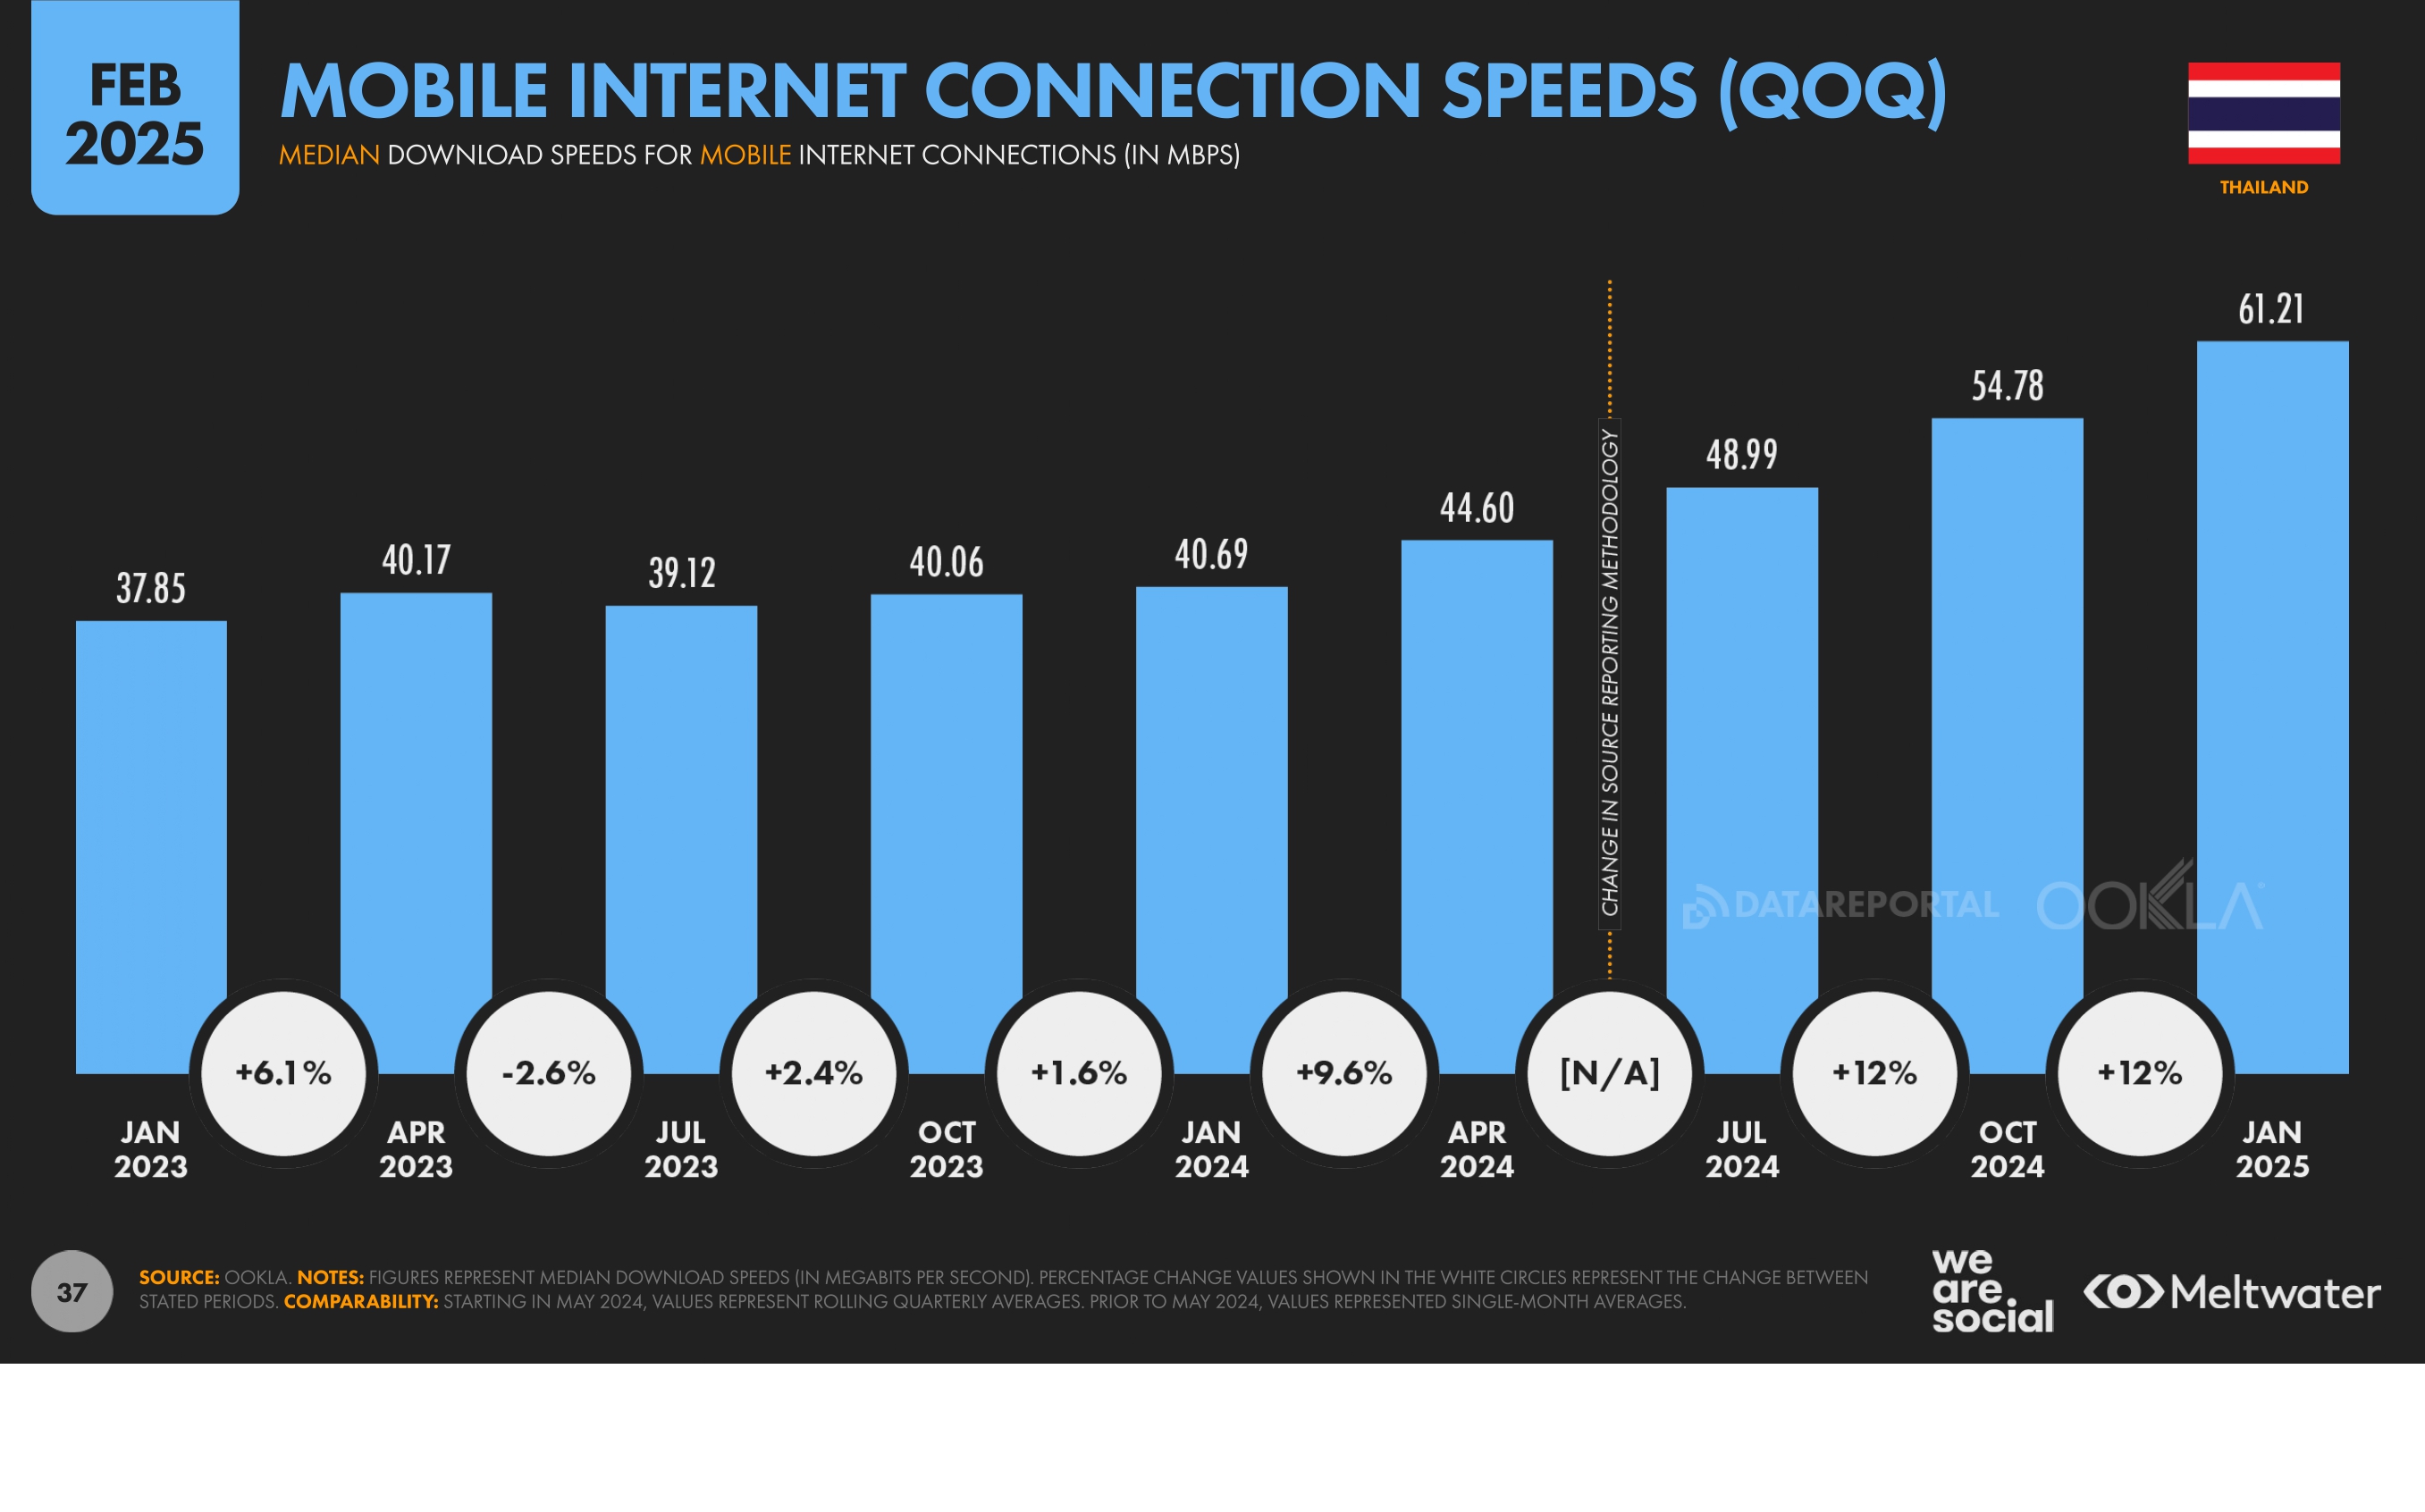 FEB
2025
MOBILE INTERNET CONNECTION SPEEDS (QOQ)
MEDIAN DOWNLOAD SPEEDS FOR MOBILE INTERNET CONNECTIONS (IN MBPS)
THAILAND
37.85
40.17
39.12
40.06
40.69
44.60
CHANGE IN SOURCE REPORTING METHODOLOGY
48.99
54.78
61.21
DATAREPORTAL
OOKLA
+6.1%
-2.6%
+2.4%
+1.6%
+9.6%
[N/A]
+12%
+12%
JAN
2023
APR
2023
JUL
2023
OCT
2023
JAN
2024
APR
2024
JUL
2024
OCT
2024
JAN
2025
37
SOURCE: OOKLA. NOTES: FIGURES REPRESENT MEDIAN DOWNLOAD SPEEDS (IN MEGABITS PER SECOND). PERCENTAGE CHANGE VALUES SHOWN IN THE WHITE CIRCLES REPRESENT THE CHANGE BETWEEN
STATED PERIODS. COMPARABILITY: STARTING IN MAY 2024, VALUES REPRESENT ROLLING QUARTERLY AVERAGES. PRIOR TO MAY 2024, VALUES REPRESENTED SINGLE-MONTH AVERAGES.
we
are
social
Meltwater